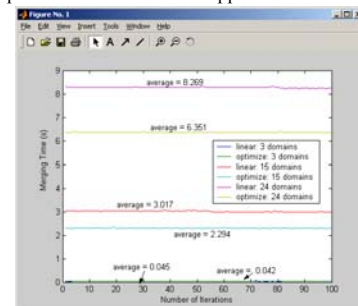 Figure No. 1
File Edit View Insert Tools Window Help
9
8
7
6
5
4
3
2
1
0
Merging Time (s)
average = 8.269
average = 6.351
linear: 3 domains
optimize: 3 domains
linear: 15 domains
optimize: 15 domains
linear: 24 domains
optimize: 24 domains
average = 3.017
average = 2.294
average = 0.045
average =, 0.042
0 10 20 30 40 50 60 70 80 90 100
Number of Iterations